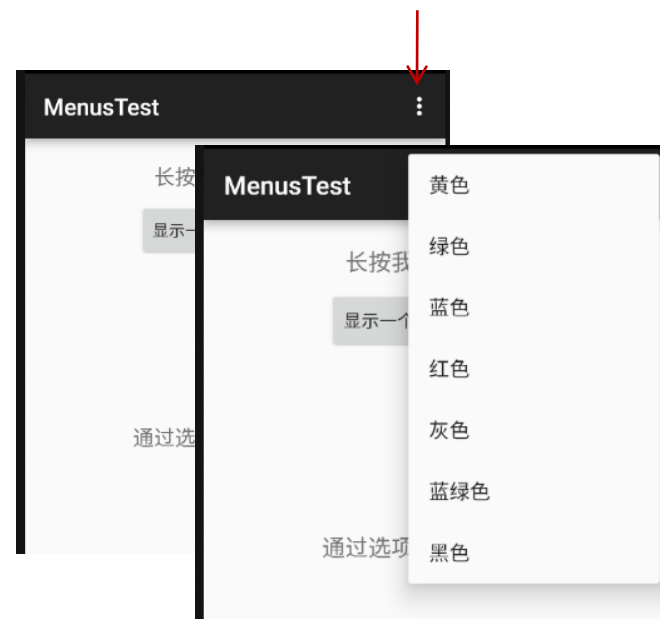 MenusTest
长按
显示一
通过选
MenusTest
长按我
显示一个
通过选项
黄色
绿色
蓝色
红色
灰色
蓝绿色
黑色